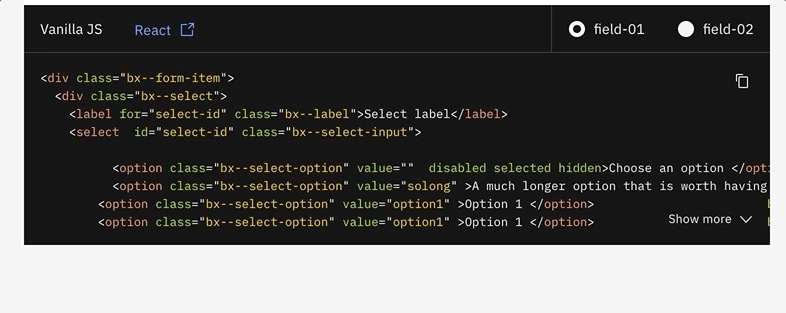 Vanilla JS React field-01 field-02
<div class="bx--form-item">
<div class="bx--select">
<label for="select-id" class="bx--label">Select label</label>
<select id="select-id" class="bx--select-input">
<option class="bx--select-option" value="" disabled selected hidden>Choose an option </opti
<option class="bx--select-option" value="solong" >A much longer option that is worth having
<option class="bx--select-option" value="option1" >Option 1 </option>
<option class="bx--select-option" value="option1" >Option 1 </option>
Show more